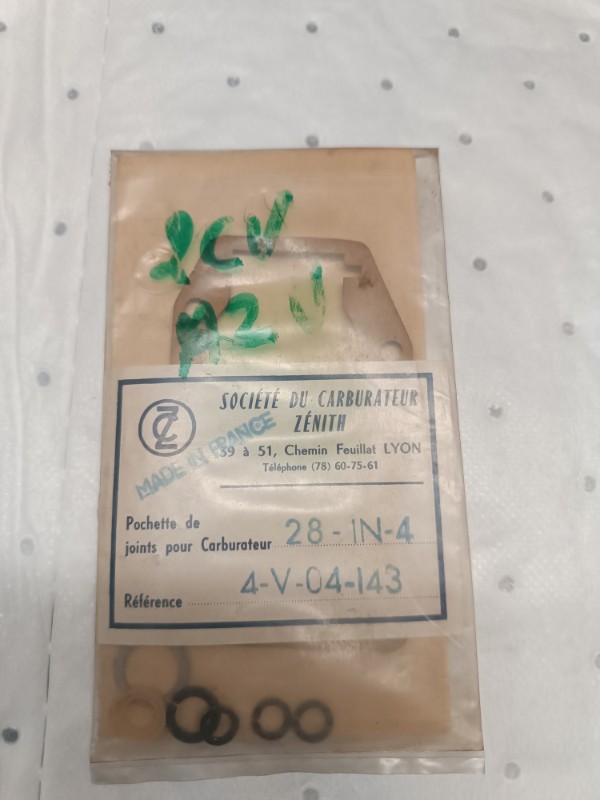 2CV
AZU
SOCIÉTÉ DU CARBURATEUR
ZÉNITH
MADE IN FRANCE
39 à 51, Chemin Feuillat LYON
Téléphone (78) 60-75-61
Pochette de
joints pour Carburateur 28-IN-4
Référence 4-V-04-143